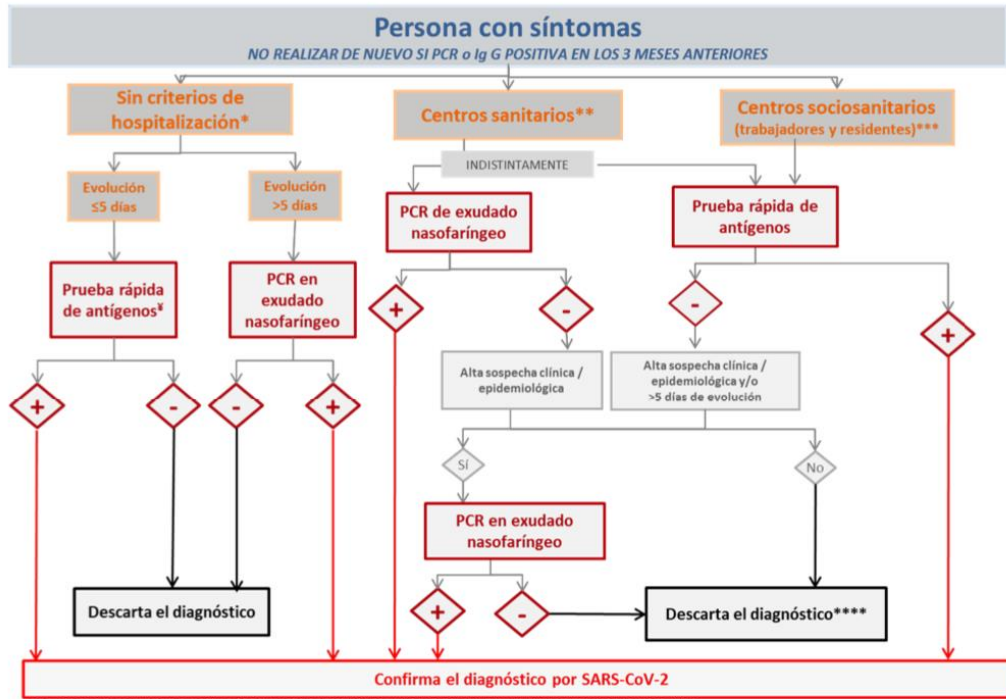 Persona con síntomas
NO REALIZAR DE NUEVO SI PCR o Ig G POSITIVA EN LOS 3 MESES ANTERIORES
Sin criterios de
hospitalización*
Centros sanitarios**
Centros sociosanitarios
(trabajadores y residentes)***
INDISTINTAMENTE
Evolución
≤5 días
Evolución
>5 días
PCR de exudado
nasofaríngeo
Prueba rápida de
antígenos
Prueba rápida
de antígenos¥
PCR en
exudado
nasofaríngeo
+
-
-
+
+
-
-
+
Alta sospecha clínica /
epidemiológica
Alta sospecha clínica /
epidemiológica y/o
>5 días de evolución
Sí
No
PCR en exudado
nasofaríngeo
+
-
Descarta el diagnóstico
Descarta el diagnóstico****
Confirma el diagnóstico por SARS-CoV-2